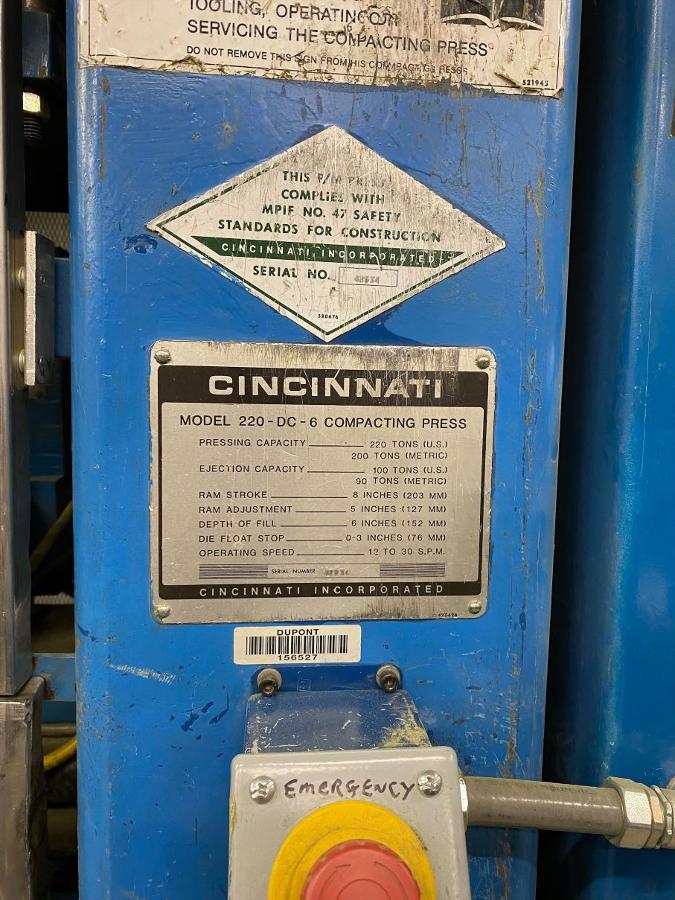 TOOLING, OPERATING OR
SERVICING THE COMPACTING PRESS
DO NOT REMOVE THIS SIGN FROM THIS COMPACTING PRESS
521945
THIS P/M PRESS
COMPLIES WITH
MPIF NO. 47 SAFETY
STANDARDS FOR CONSTRUCTION
CINCINNATI INCORPORATED
SERIAL NO.
520676
CINCINNATI
MODEL 220-DC-6 COMPACTING PRESS
PRESSING CAPACITY 220 TONS (U.S.)
200 TONS (METRIC)
EJECTION CAPACITY 100 TONS (U.S.)
90 TONS (METRIC)
RAM STROKE 8 INCHES (203 MM)
RAM ADJUSTMENT 5 INCHES (127 MM)
DEPTH OF FILL 6 INCHES (152 MM)
DIE FLOAT STOP 0-3 INCHES (76 MM)
OPERATING SPEED 12 TO 30 S.P.M.
SERIAL NUMBER
CINCINNATI INCORPORATED
DUPONT
156527
EMERGENCY